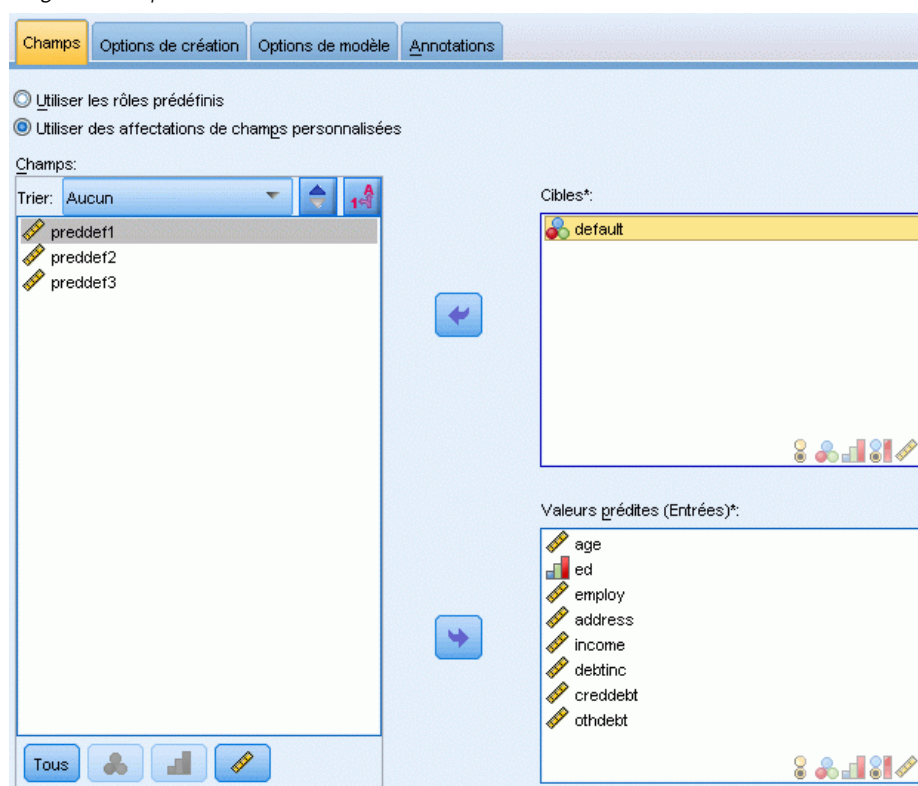 Champs Options de création Options de modèle Annotations
Utiliser les rôles prédéfinis
Utiliser des affectations de champs personnalisées
Champs:
Trier: Aucun
preddef1
preddef2
preddef3
Tous
Cibles*:
default
Valeurs prédites (Entrées)*:
age
ed
employ
address
income
debtinc
creddebt
othdebt